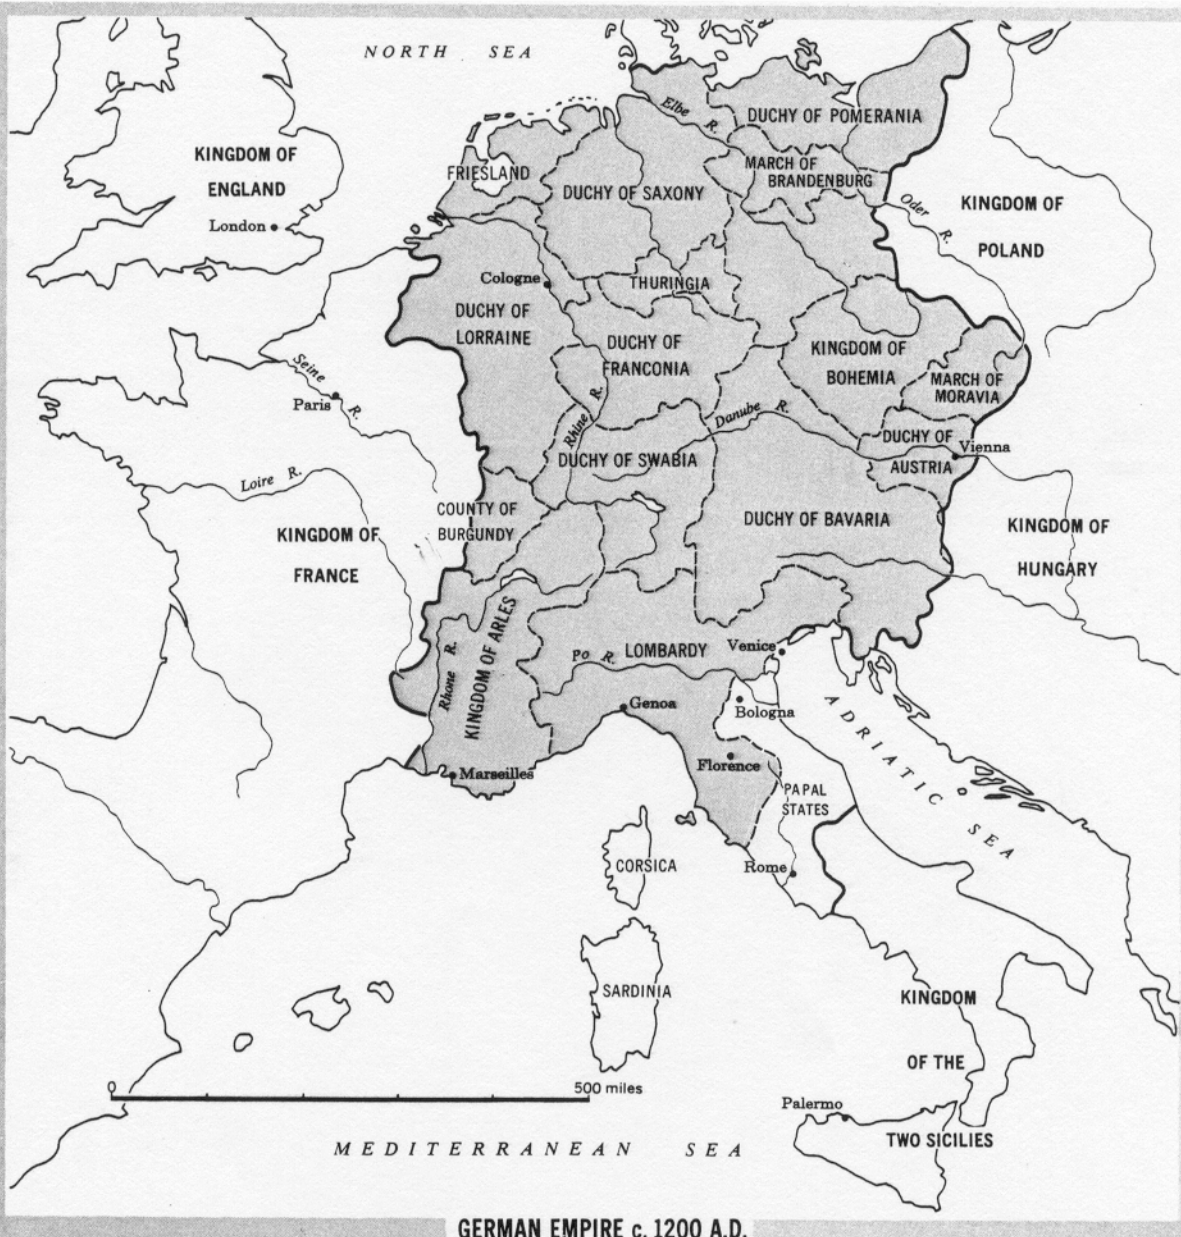 NORTH SEA
Elbe R.
DUCHY OF POMERANIA
KINGDOM OF
ENGLAND
London
FRIESLAND
DUCHY OF SAXONY
MARCH OF
BRANDENBURG
Oder R.
KINGDOM OF
POLAND
Cologne
THURINGIA
DUCHY OF
LORRAINE
DUCHY OF
FRANCONIA
KINGDOM OF
BOHEMIA
MARCH OF
MORAVIA
Seine R.
Paris
Rhine R.
Danube R.
DUCHY OF
AUSTRIA
Vienna
DUCHY OF SWABIA
Loire R.
COUNTY OF
BURGUNDY
DUCHY OF BAVARIA
KINGDOM OF
FRANCE
KINGDOM OF
HUNGARY
Rhone R.
KINGDOM OF ARLES
Po R.
LOMBARDY
Venice
Genoa
Bologna
ADRIATIC SEA
Marseilles
Florence
PAPAL
STATES
CORSICA
Rome
SARDINIA
KINGDOM
OF THE
TWO SICILIES
0
500 miles
Palermo
MEDITERRANEAN SEA
GERMAN EMPIRE c. 1200 A.D.